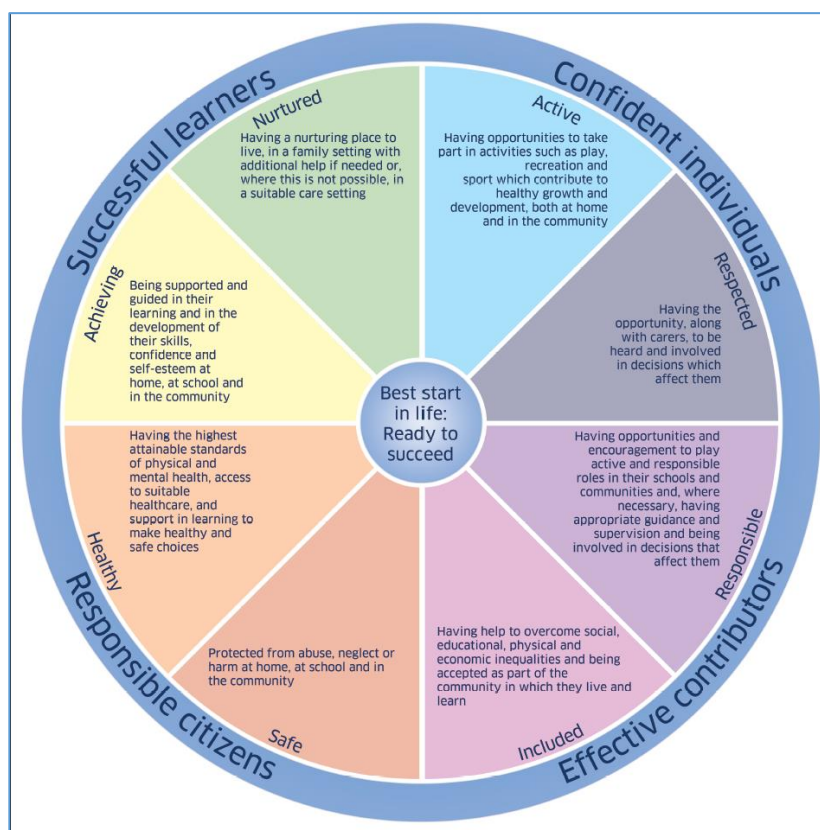 Successful learners
Confident individuals
Nurtured
Having a nurturing place to
live, in a family setting with
additional help if needed or,
where this is not possible, in
a suitable care setting
Active
Having opportunities to take
part in activities such as play,
recreation and
sport which contribute to
healthy growth and
development, both at home
and in the community
Achieving
Being supported and
guided in their
learning and in the
development of
their skills,
confidence and
self-esteem at
home, at school and
in the community
Respected
Having the
opportunity, along
with carers, to be
heard and involved
in decisions which
affect them
Best start
in life:
Ready to
succeed
Healthy
Having the highest
attainable standards
of physical and
mental health, access
to suitable
healthcare, and
support in learning to
make healthy and
safe choices
Responsible
Having opportunities and
encouragement to play
active and responsible
roles in their schools and
communities and, where
necessary, having
appropriate guidance and
supervision and being
involved in decisions that
affect them
Safe
Protected from abuse, neglect or
harm at home, at school and in
the community
Included
Having help to overcome social,
educational, physical and
economic inequalities and being
accepted as part of the
community in which they live and
learn
Responsible citizens
Effective contributors